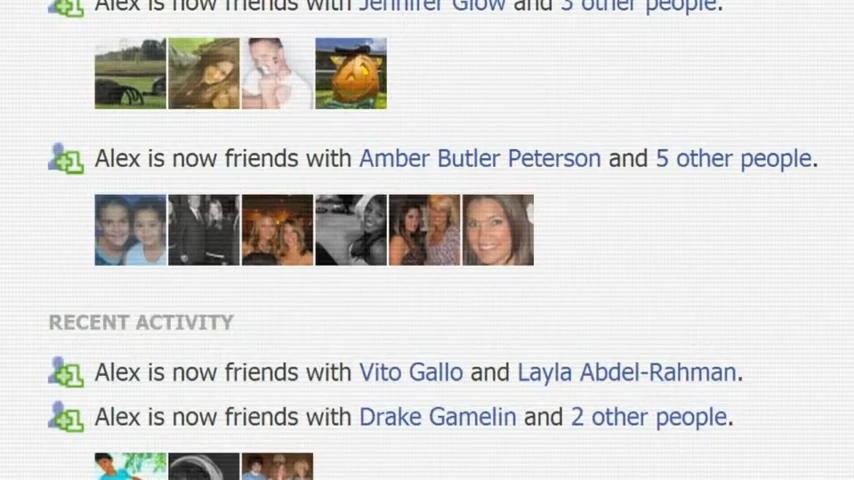 Alex is now friends with Jennifer Glow and 3 other people.
Alex is now friends with Amber Butler Peterson and 5 other people.
RECENT ACTIVITY
Alex is now friends with Vito Gallo and Layla Abdel-Rahman.
Alex is now friends with Drake Gamelin and 2 other people.